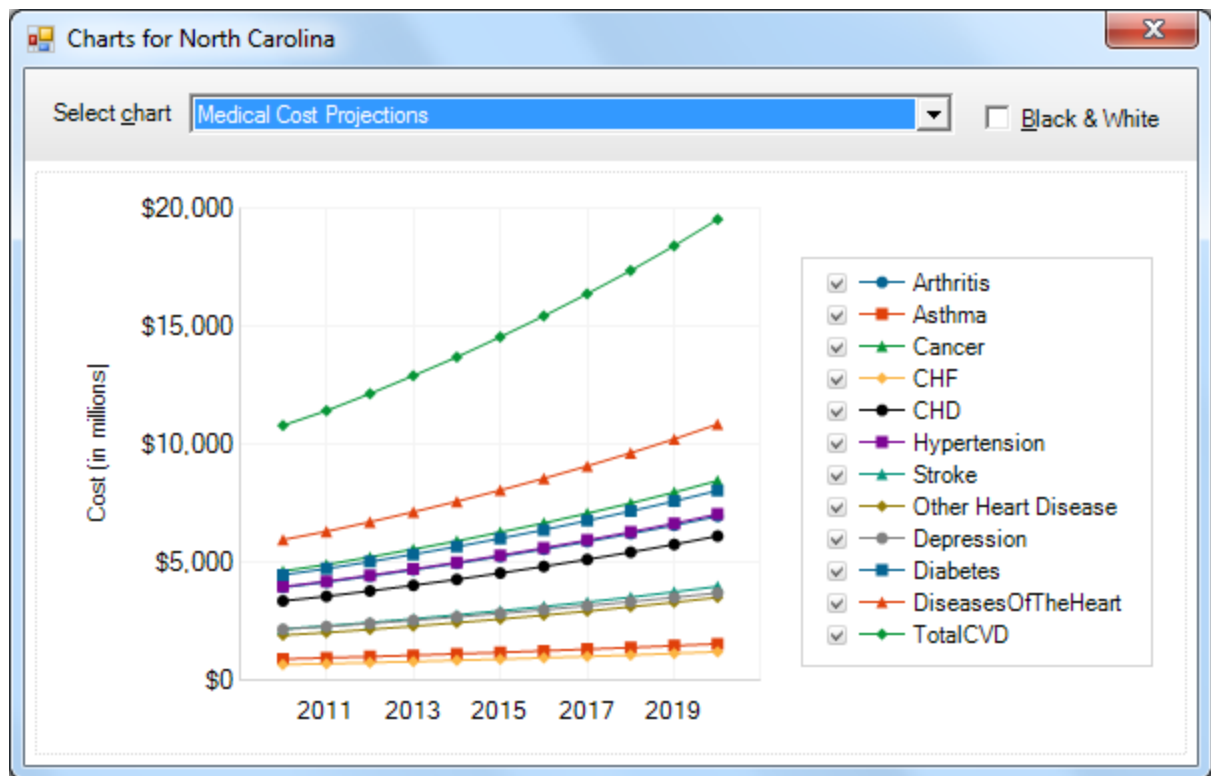 Charts for North Carolina
Select chart Medical Cost Projections Black & White
$20,000
$15,000
$10,000
$5,000
$0
Cost (in millions)
2011 2013 2015 2017 2019
Arthritis
Asthma
Cancer
CHF
CHD
Hypertension
Stroke
Other Heart Disease
Depression
Diabetes
DiseasesOfTheHeart
TotalCVD